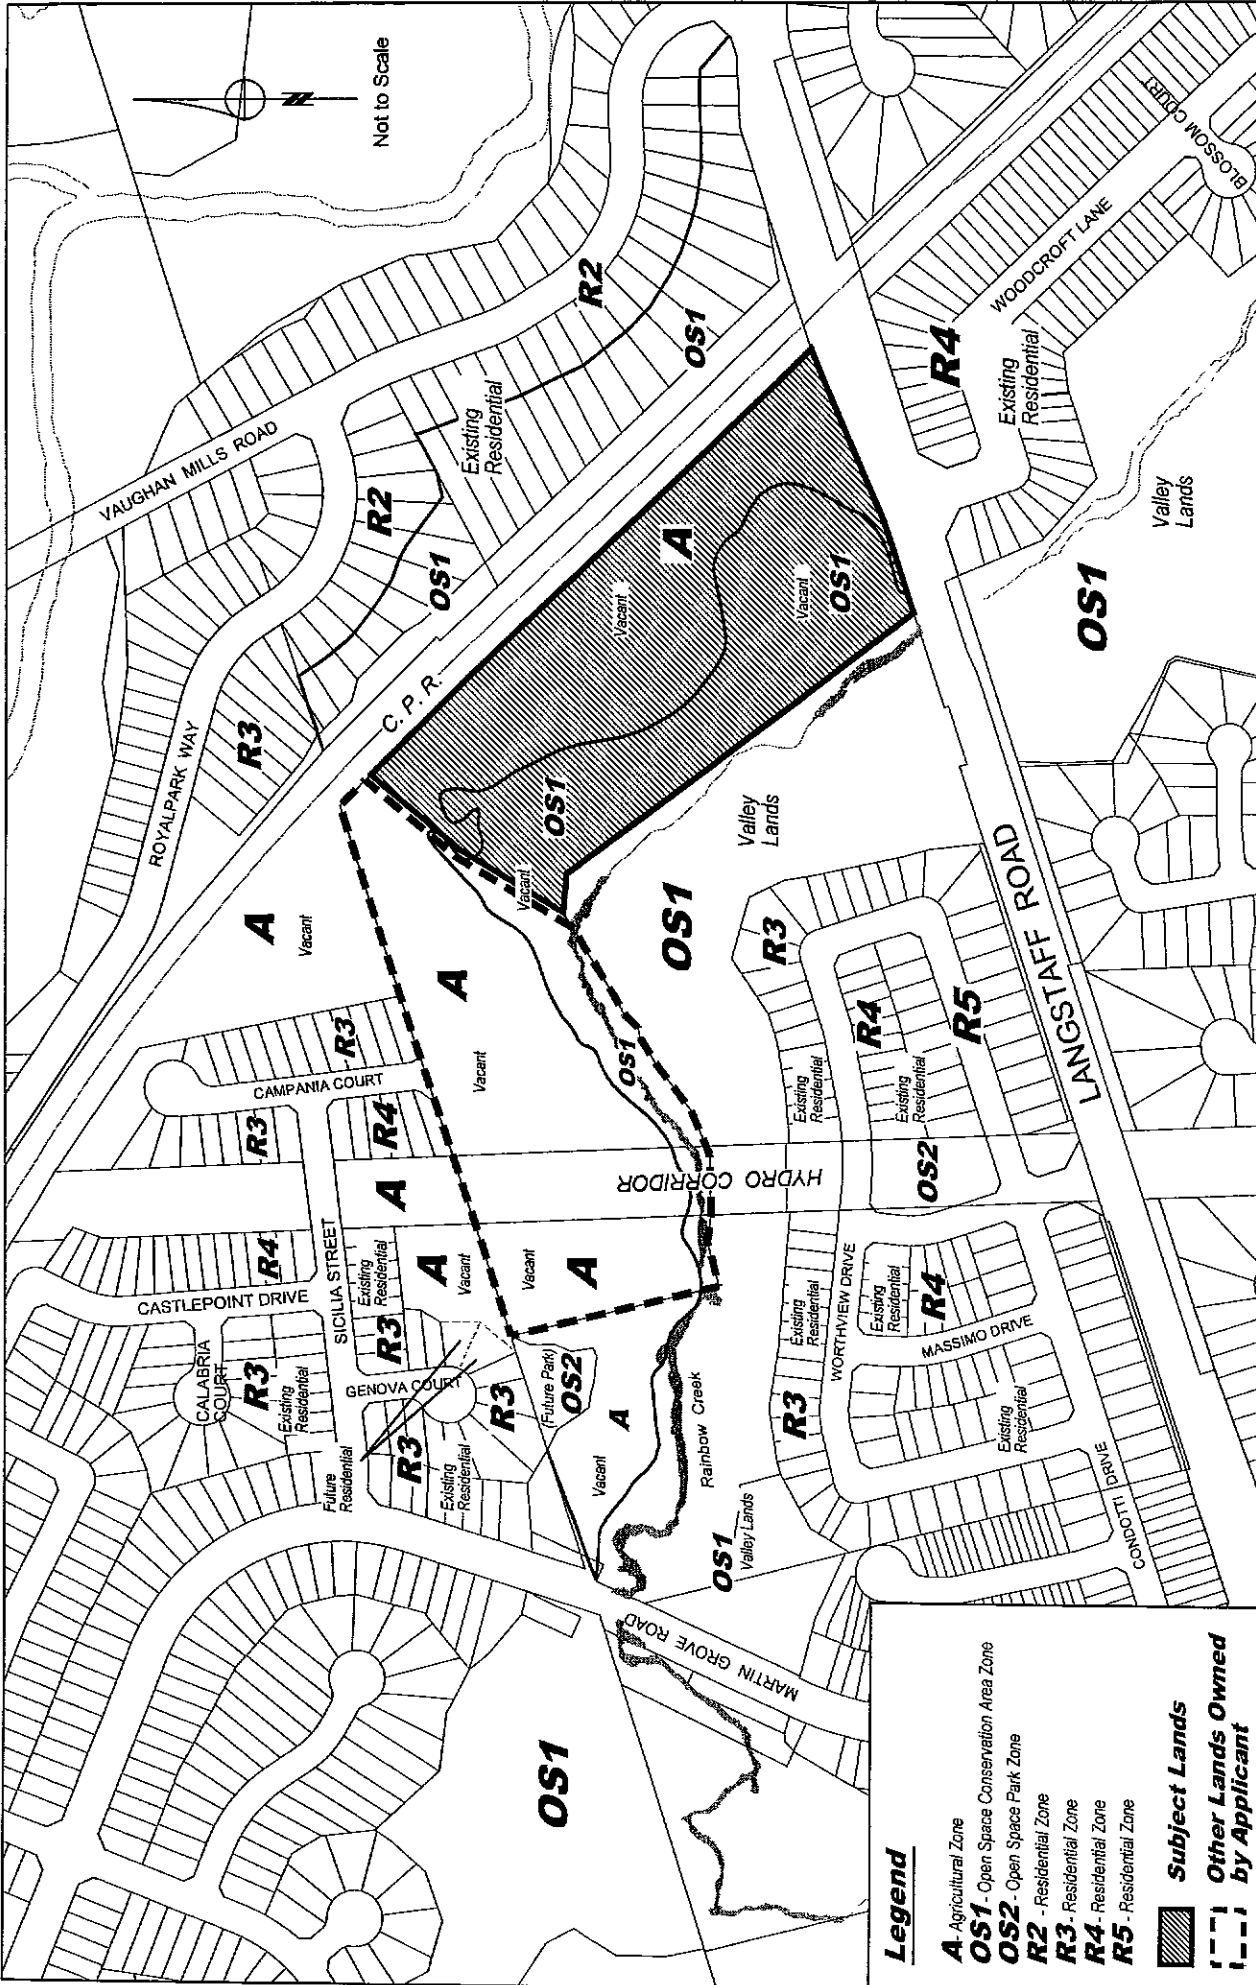 OS1
MARTIN GROVE ROAD
CALABRIA
COURT
CASTLEPOINT DRIVE
R3
Existing
Residential
Future
Residential
SICILIA STREET
R4
GENOVA COURT
R3
Existing
Residential
R3
Existing
Residential
R3
(Future Park)
OS2
A
Vacant
A
A
Vacant
Vacant
A
CAMPANIA COURT
R3
R4
R3
A
Vacant
A
Vacant
ROYALPARK WAY
R3
C. P. R.
VAUGHAN MILLS ROAD
R2
OS1
Existing
Residential
R2
OS1
Not to Scale
Vacant
OS1
Vacant
A
Vacant
OS1
Rainbow Creek
OS1
Valley Lands
HYDRO CORRIDOR
OS1
OS1
Valley
Lands
R3
R3
Existing
Residential
WORTHVIEW DRIVE
Existing
Residential
R4
MASSIMO DRIVE
Existing
Residential
CONDOTTI DRIVE
Existing
Residential
R4
Existing
Residential
OS2
R5
LANGSTAFF ROAD
OS1
Valley
Lands
R4
Existing
Residential
WOODCROFT LANE
BLOSSOM COURT
Legend
A - Agricultural Zone
OS1 - Open Space Conservation Area Zone
OS2 - Open Space Park Zone
R2 - Residential Zone
R3 - Residential Zone
R4 - Residential Zone
R5 - Residential Zone
Subject Lands
Other Lands Owned
by Applicant